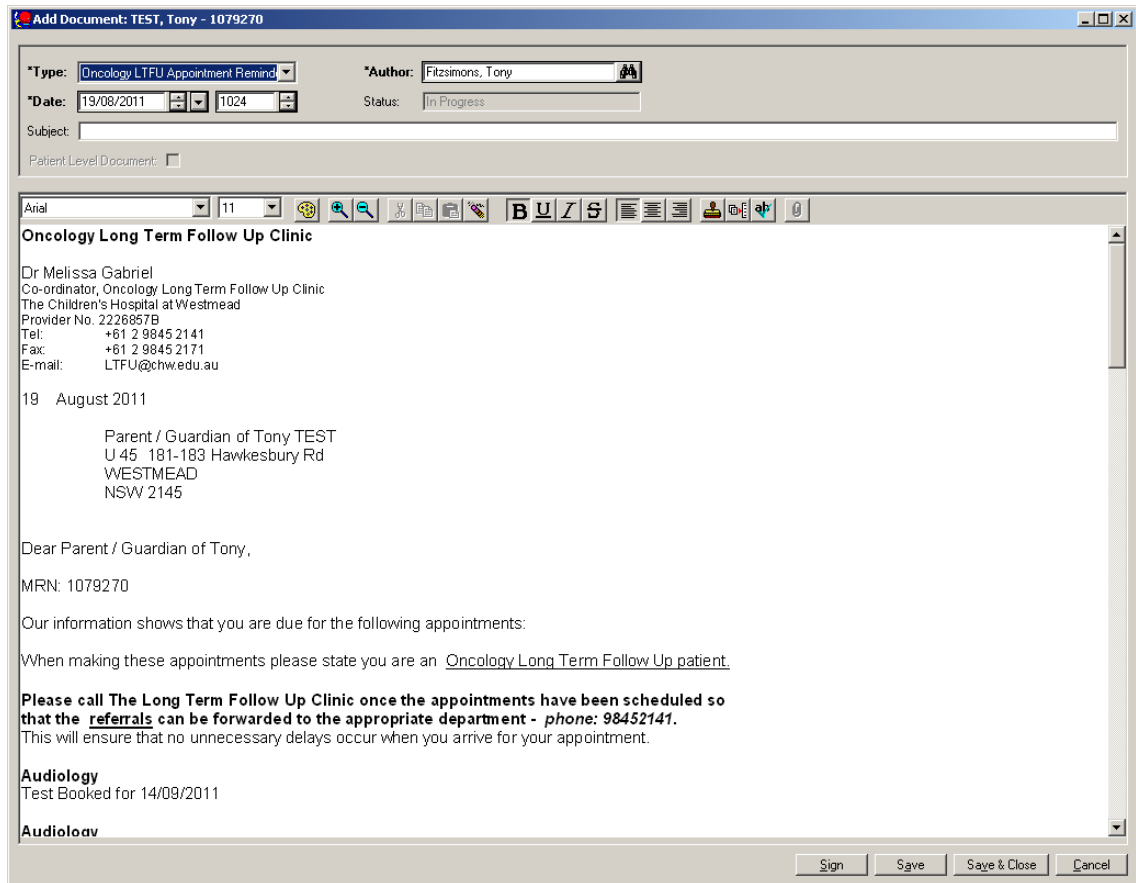 Add Document: TEST, Tony - 1079270
*Type: Oncology LTFU Appointment Remind *Author: Fitzsimons, Tony
*Date: 19/08/2011 1024 Status: In Progress
Subject:
Patient Level Document:
Arial 11 B U I S
Oncology Long Term Follow Up Clinic
Dr Melissa Gabriel
Co-ordinator, Oncology Long Term Follow Up Clinic
The Children's Hospital at Westmead
Provider No. 2226857B
Tel: +61 2 9845 2141
Fax: +61 2 9845 2171
E-mail: LTFU@chw.edu.au
19 August 2011
Parent / Guardian of Tony TEST
U 45 181-183 Hawkesbury Rd
WESTMEAD
NSW 2145
Dear Parent / Guardian of Tony,
MRN: 1079270
Our information shows that you are due for the following appointments:
When making these appointments please state you are an Oncology Long Term Follow Up patient.
Please call The Long Term Follow Up Clinic once the appointments have been scheduled so
that the referrals can be forwarded to the appropriate department - phone: 98452141.
This will ensure that no unnecessary delays occur when you arrive for your appointment.
Audiology
Test Booked for 14/09/2011
Audiology
Sign Save Save & Close Cancel